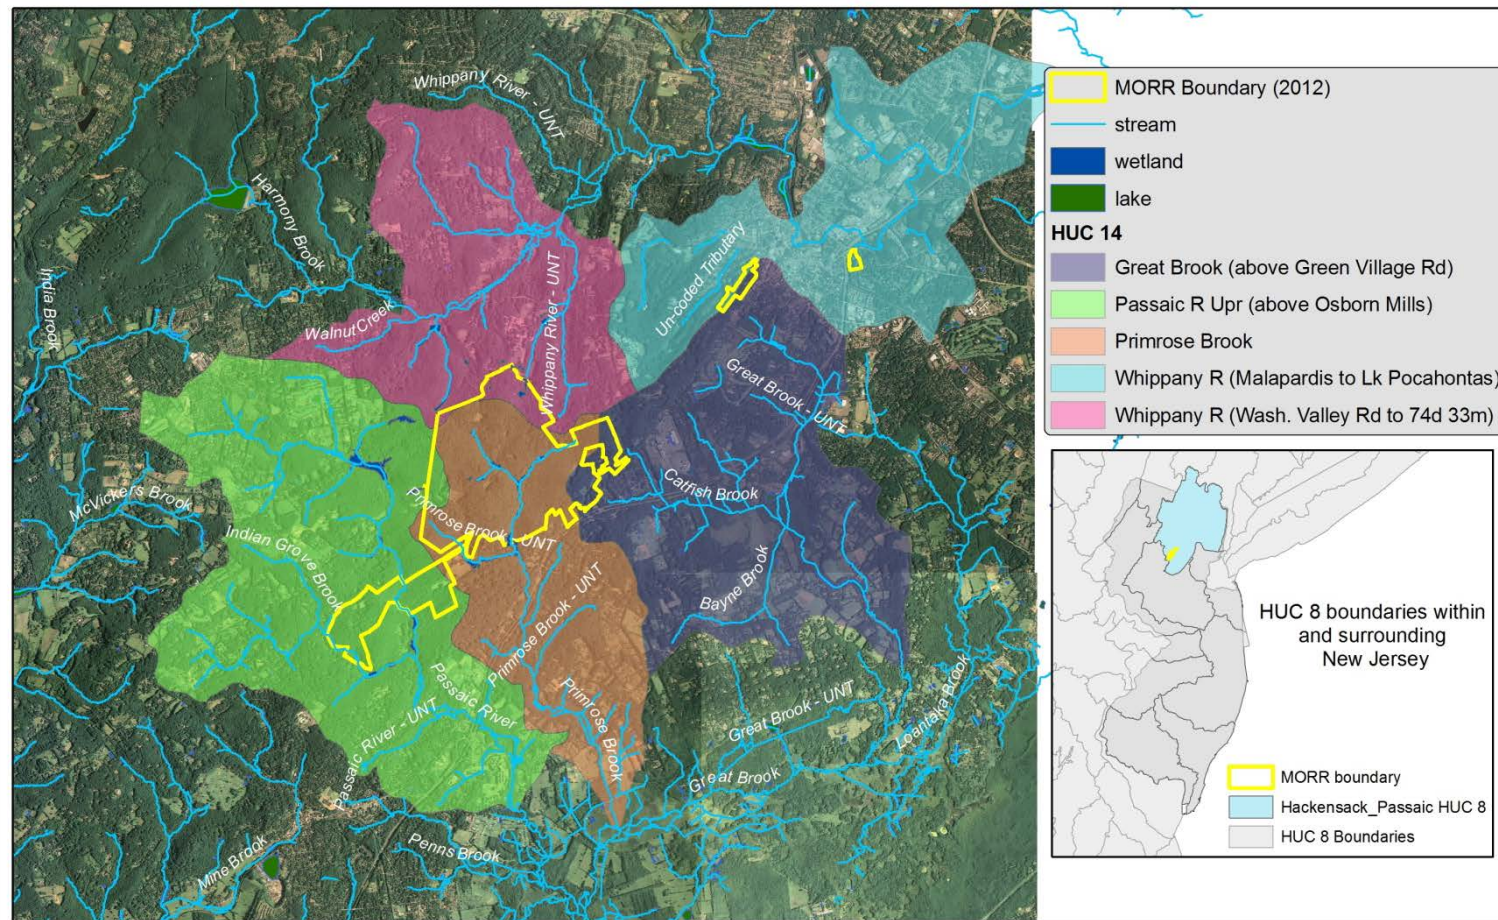 Whippany River - UNT
Harmony Brook
India Brook
Walnut Creek
Whippany River - UNT
Un-coded Tributary
Great Brook - UNT
McVickers Brook
Indian Grove Brook
Primrose Brook - UNT
Catfish Brook
Bayne Brook
Primrose Brook - UNT
Passaic River
Passaic River - UNT
Primrose Brook
Great Brook - UNT
Great Brook
Loantaka Brook
Penns Brook
Mine Brook
MORR Boundary (2012)
stream
wetland
lake
HUC 14
Great Brook (above Green Village Rd)
Passaic R Upr (above Osborn Mills)
Primrose Brook
Whippany R (Malapardis to Lk Pocahontas)
Whippany R (Wash. Valley Rd to 74d 33m)
HUC 8 boundaries within
and surrounding
New Jersey
MORR boundary
Hackensack_Passaic HUC 8
HUC 8 Boundaries